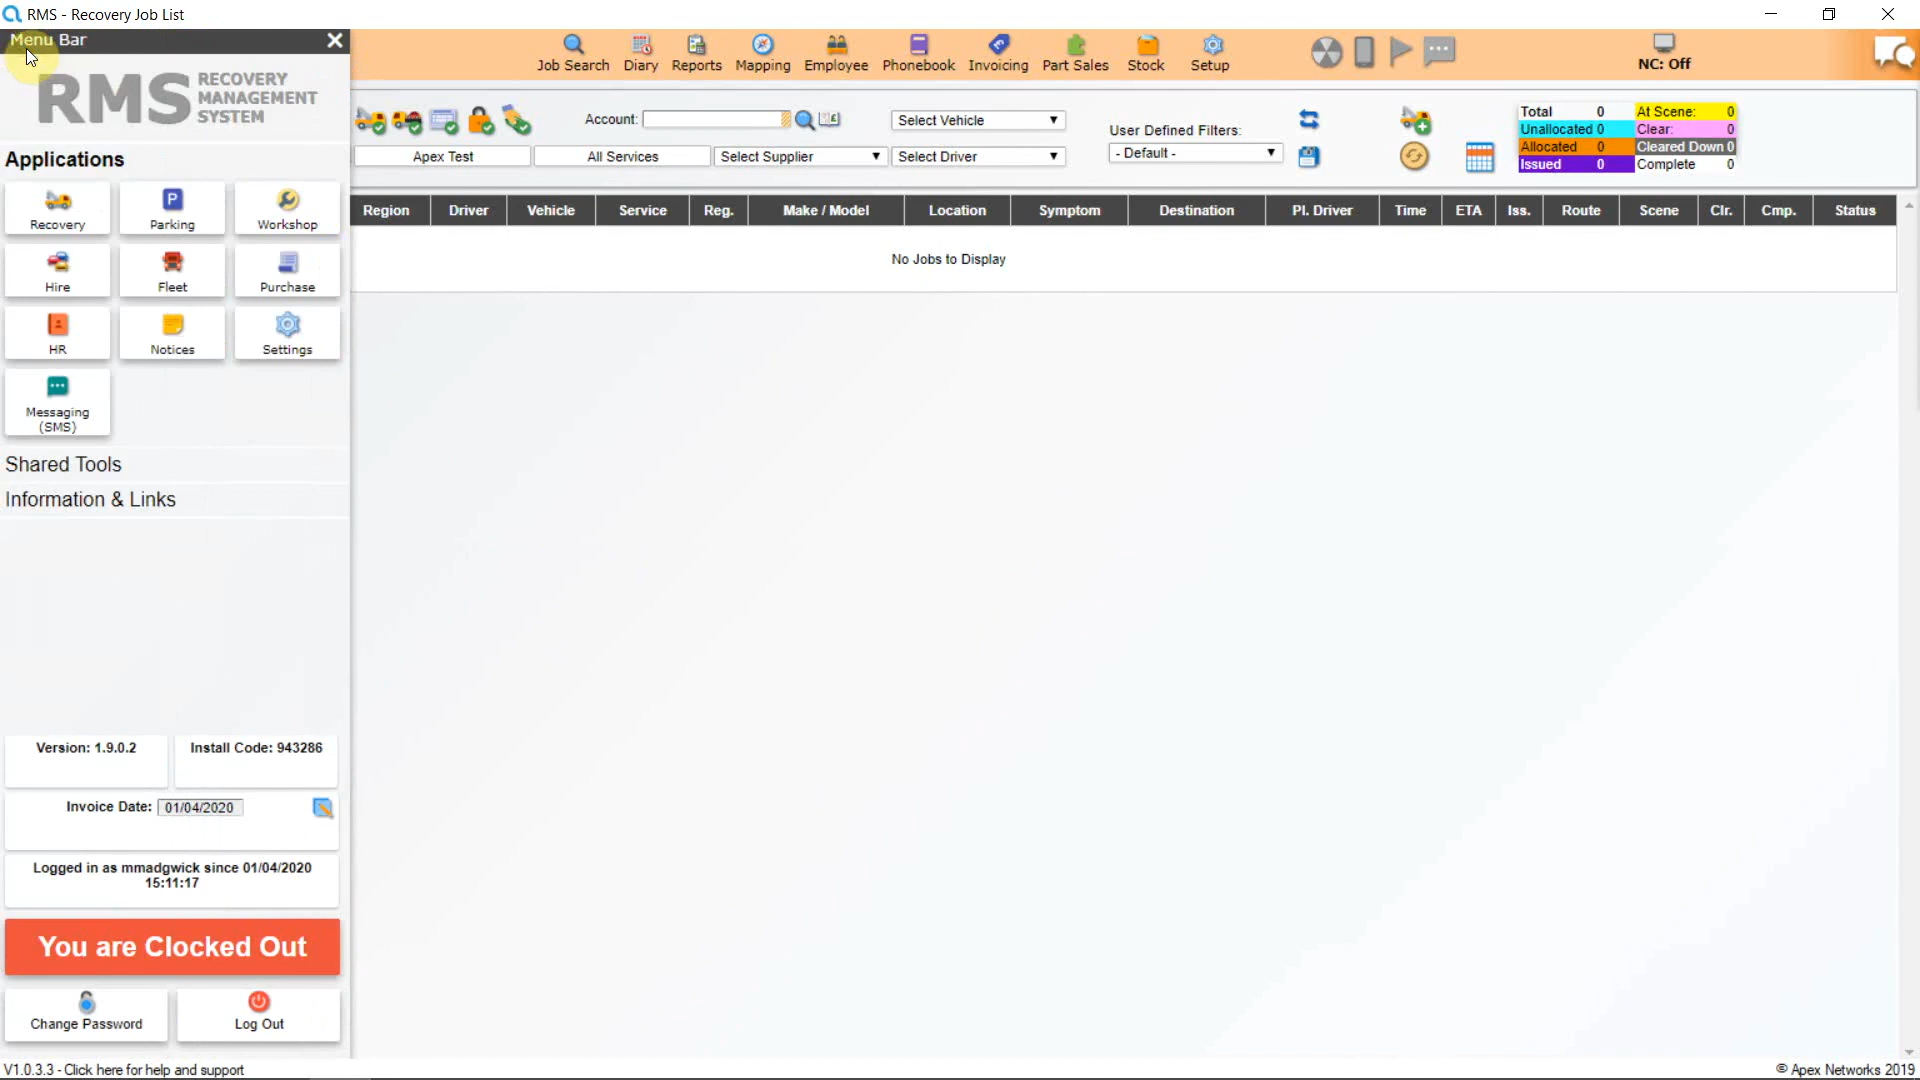 RMS - Recovery Job List
Menu Bar
RMS RECOVERY MANAGEMENT SYSTEM
Job Search Diary Reports Mapping Employee Phonebook Invoicing Part Sales Stock Setup
NC: Off
Account:
Select Vehicle
User Defined Filters:
Apex Test All Services Select Supplier Select Driver
- Default -
Total 0 At Scene: 0
Unallocated 0 Clear: 0
Allocated 0 Cleared Down 0
Issued 0 Complete 0
Region Driver Vehicle Service Reg. Make / Model Location Symptom Destination Pl. Driver Time ETA Iss. Route Scene Clr. Cmp. Status
No Jobs to Display
Applications
Recovery Parking Workshop
Hire Fleet Purchase
HR Notices Settings
Messaging
(SMS)
Shared Tools
Information & Links
Version: 1.9.0.2 Install Code: 943286
Invoice Date: 01/04/2020
Logged in as mmadgwick since 01/04/2020
15:11:17
You are Clocked Out
Change Password Log Out
V1.0.3.3 - Click here for help and support
© Apex Networks 2019